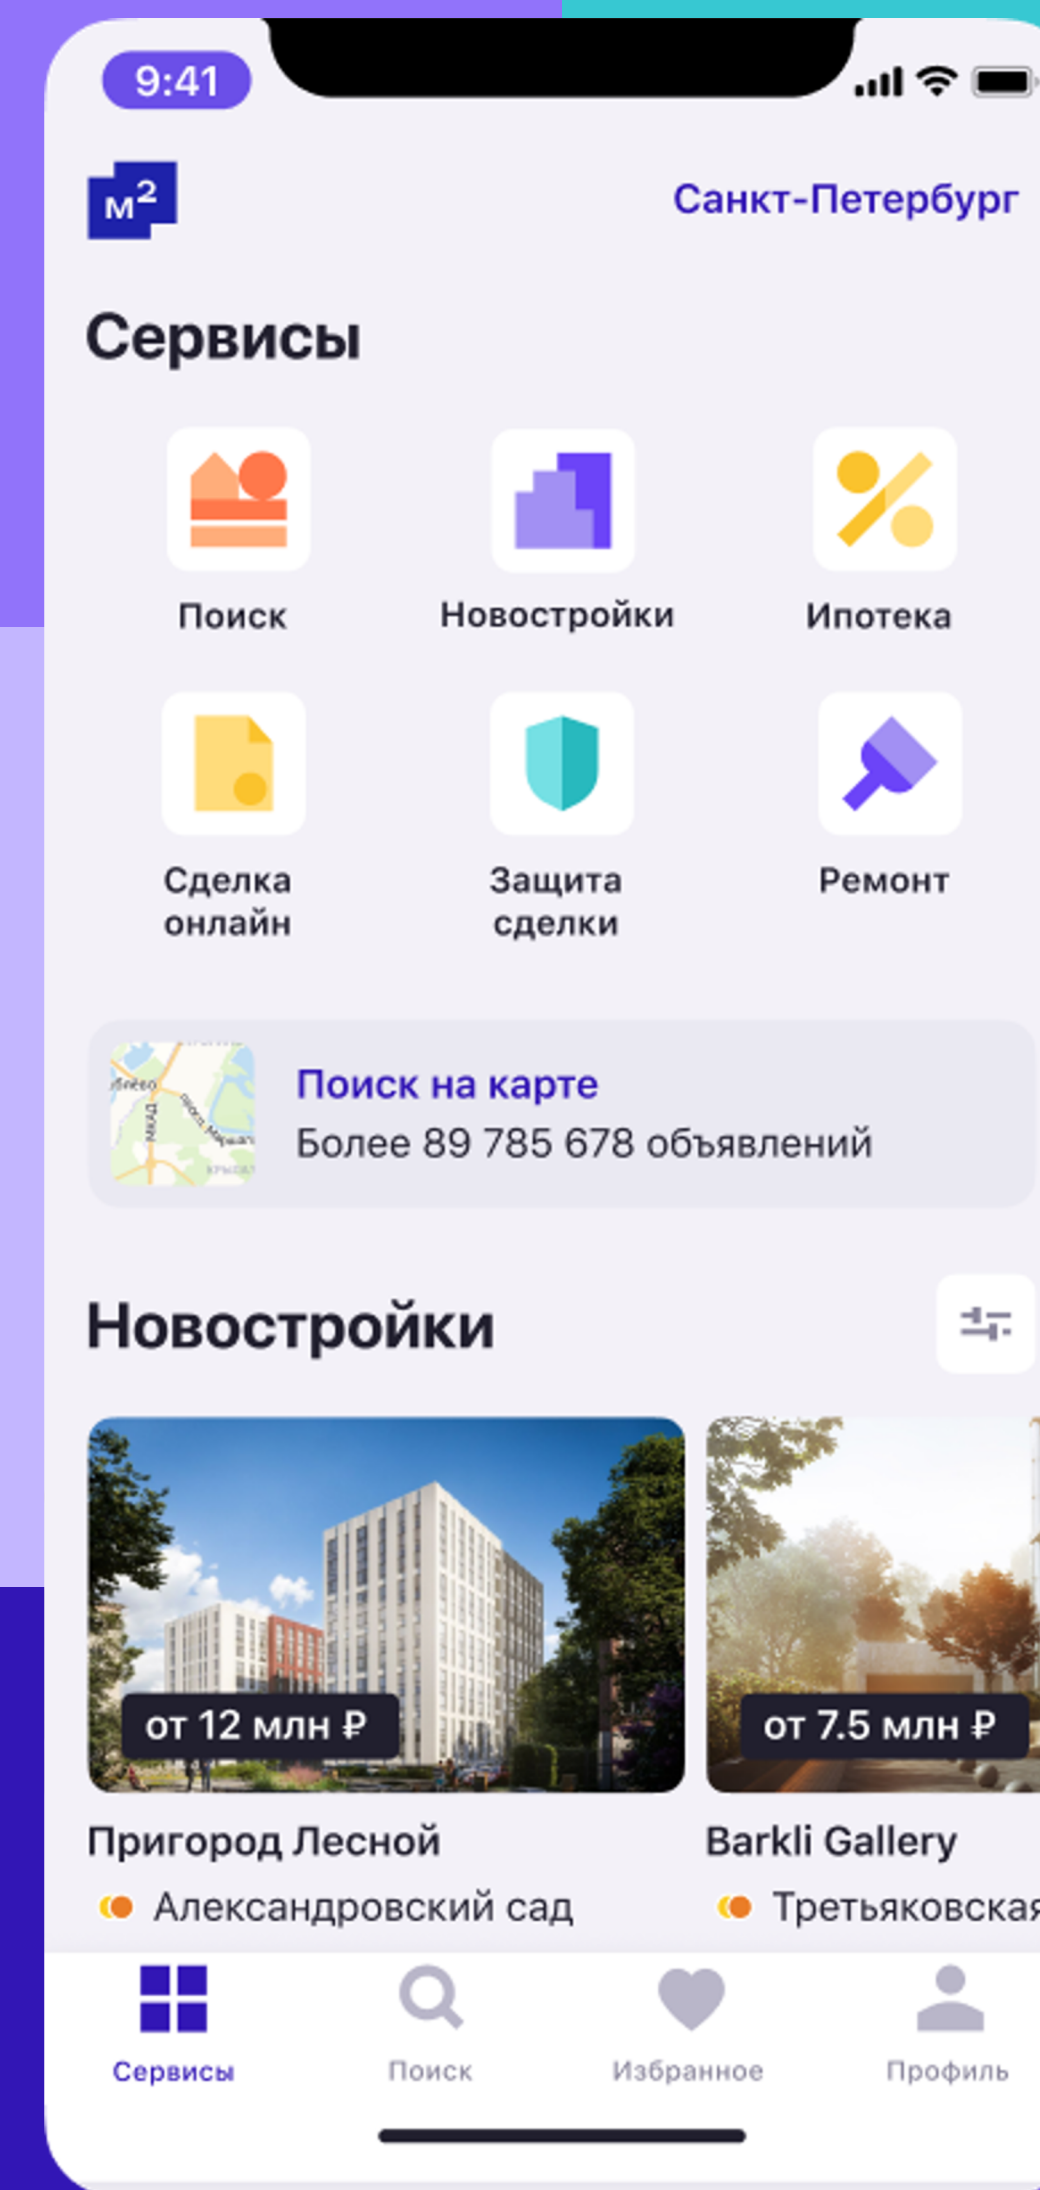 9:41
м²
Санкт-Петербург
Сервисы
Поиск
Новостройки
Ипотека
Сделка
онлайн
Защита
сделки
Ремонт
МКАД
Поиск на карте
Более 89 785 678 объявлений
Новостройки
от 12 млн ₽
от 7.5 млн ₽
Пригород Лесной
Barkli Gallery
Александровский сад
Третьяковская
Сервисы
Поиск
Избранное
Профиль